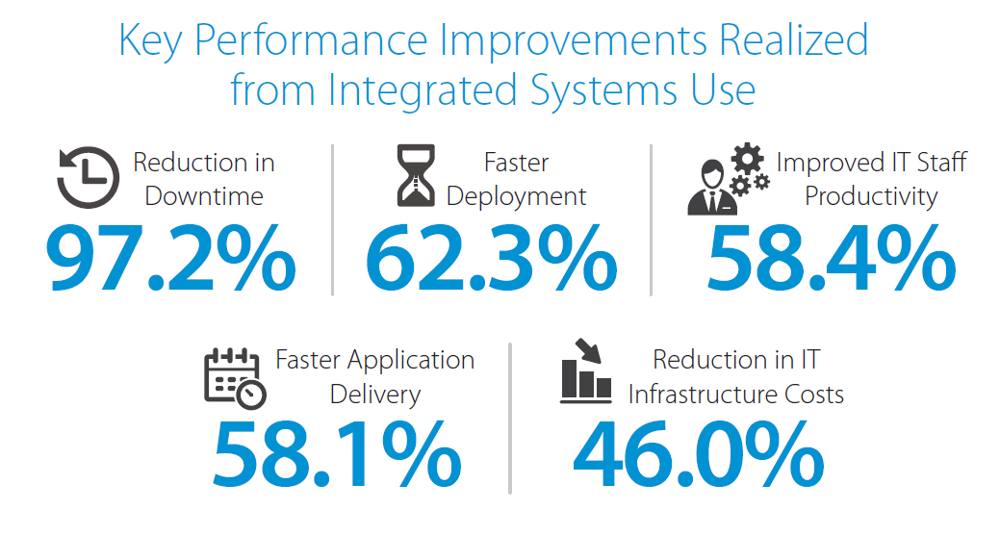 Key Performance Improvements Realized
from Integrated Systems Use
Reduction in
Downtime
97.2%
Faster
Deployment
62.3%
Improved IT Staff
Productivity
58.4%
Faster Application
Delivery
58.1%
Reduction in IT
Infrastructure Costs
46.0%